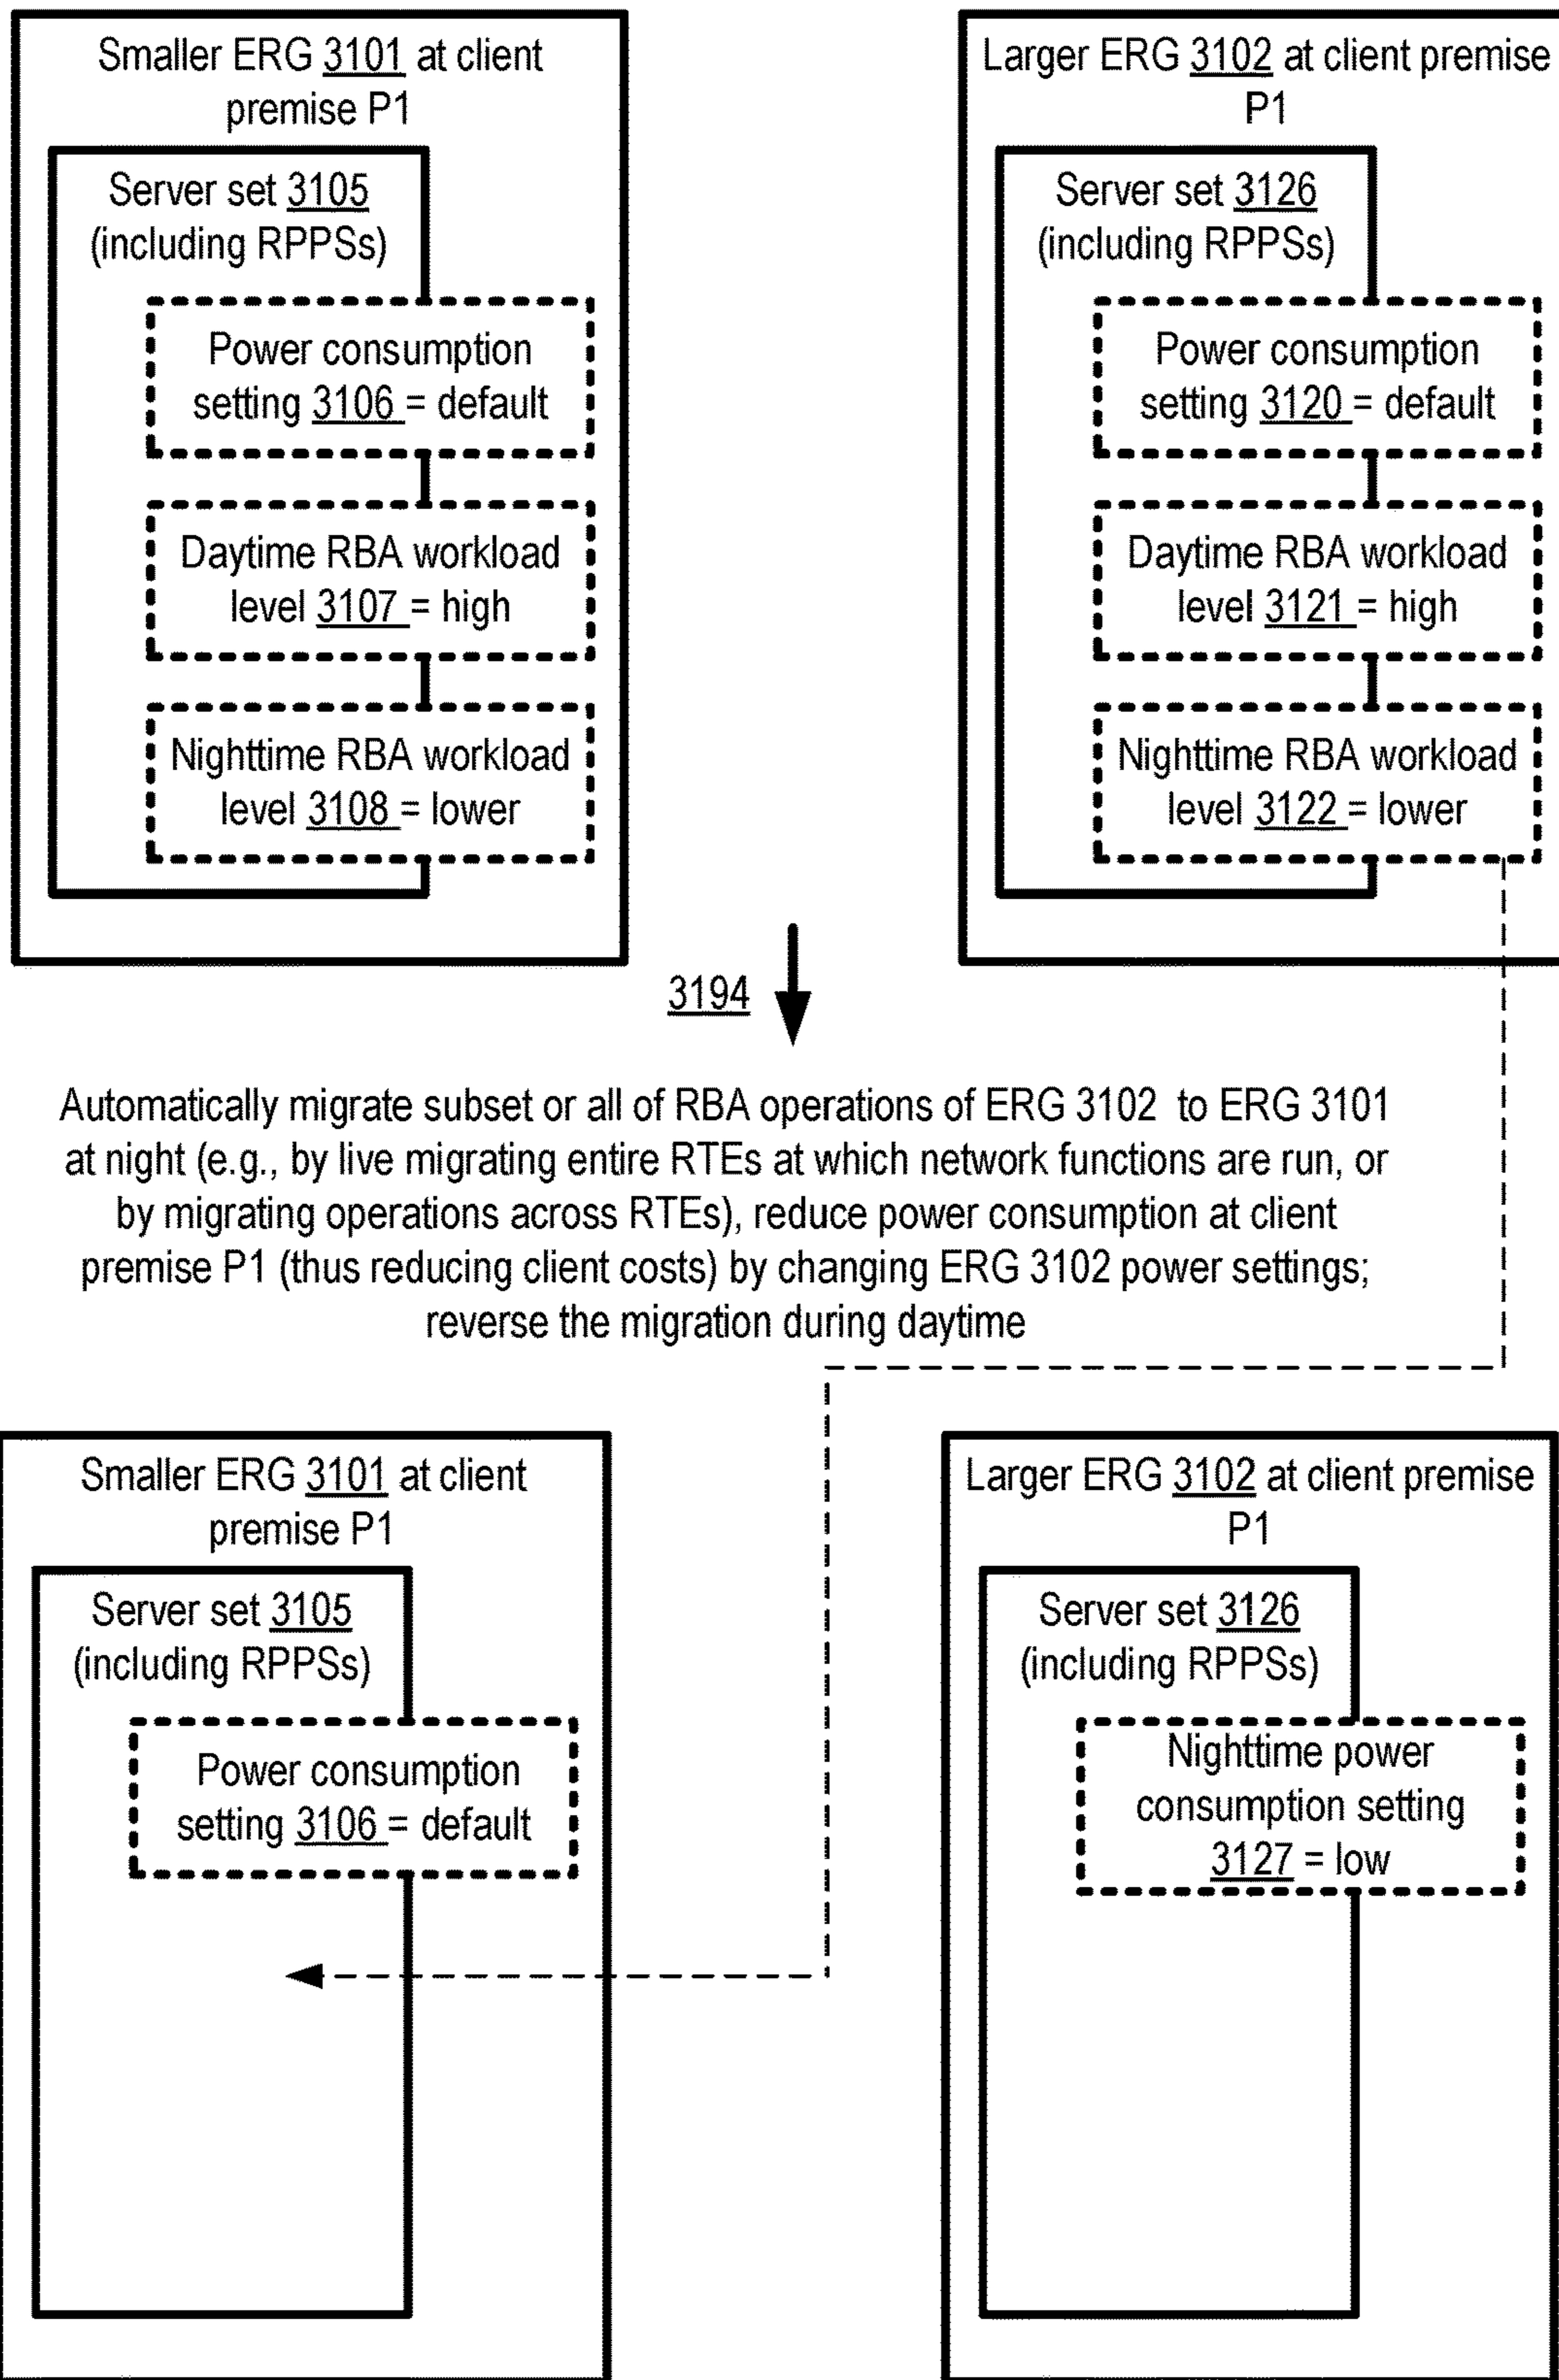 Smaller ERG 3101 at client
premise P1
Server set 3105
(including RPPSs)
Power consumption
setting 3106 = default
Daytime RBA workload
level 3107 = high
Nighttime RBA workload
level 3108 = lower
Larger ERG 3102 at client premise
P1
Server set 3126
(including RPPSs)
Power consumption
setting 3120 = default
Daytime RBA workload
level 3121 = high
Nighttime RBA workload
level 3122 = lower
3194
Automatically migrate subset or all of RBA operations of ERG 3102 to ERG 3101
at night (e.g., by live migrating entire RTEs at which network functions are run, or
by migrating operations across RTEs), reduce power consumption at client
premise P1 (thus reducing client costs) by changing ERG 3102 power settings;
reverse the migration during daytime
Smaller ERG 3101 at client
premise P1
Server set 3105
(including RPPSs)
Power consumption
setting 3106 = default
Larger ERG 3102 at client premise
P1
Server set 3126
(including RPPSs)
Nighttime power
consumption setting
3127 = low